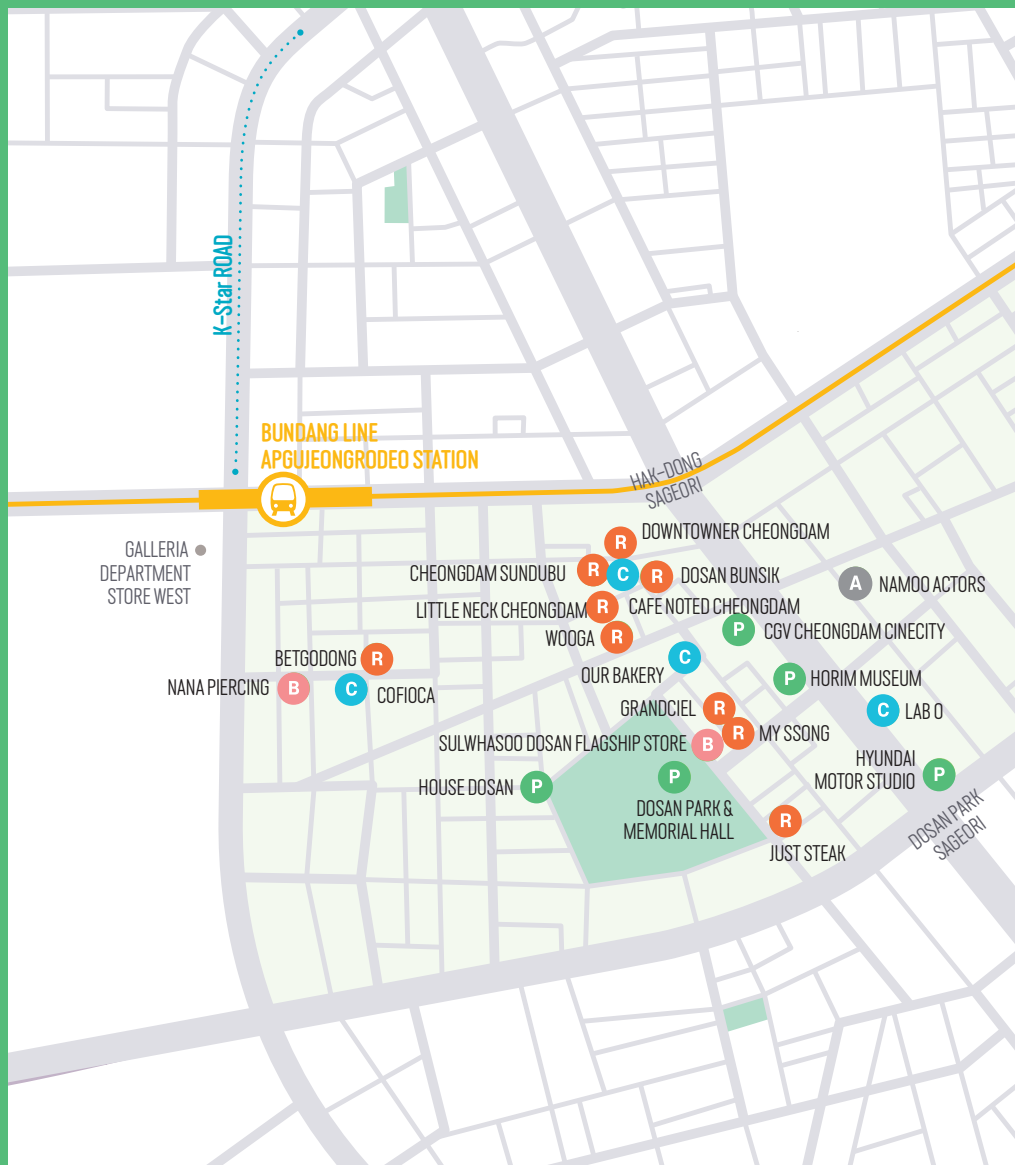 K-Star ROAD
BUNDANG LINE
APGUJEONGRODEO STATION
HAK-DONG
SAGEORI
GALLERIA
DEPARTMENT
STORE WEST
R
DOWNTOWNER CHEONGDAM
CHEONGDAM SUNDUBU
R
C
R
DOSAN BUNSIK
A
NAMOO ACTORS
LITTLE NECK CHEONGDAM
R
CAFE NOTED CHEONGDAM
WOOGA
R
P
CGV CHEONGDAM CINECITY
BETGODONG
R
OUR BAKERY
C
NANA PIERCING
B
C
COFIOCA
P
HORIM MUSEUM
GRANDCIEL
R
C
LAB O
SULWHASOO DOSAN FLAGSHIP STORE
B
R
MY SSONG
HOUSE DOSAN
P
P
DOSAN PARK &
MEMORIAL HALL
HYUNDAI
MOTOR STUDIO
P
R
JUST STEAK
DOSAN PARK
SAGEORI